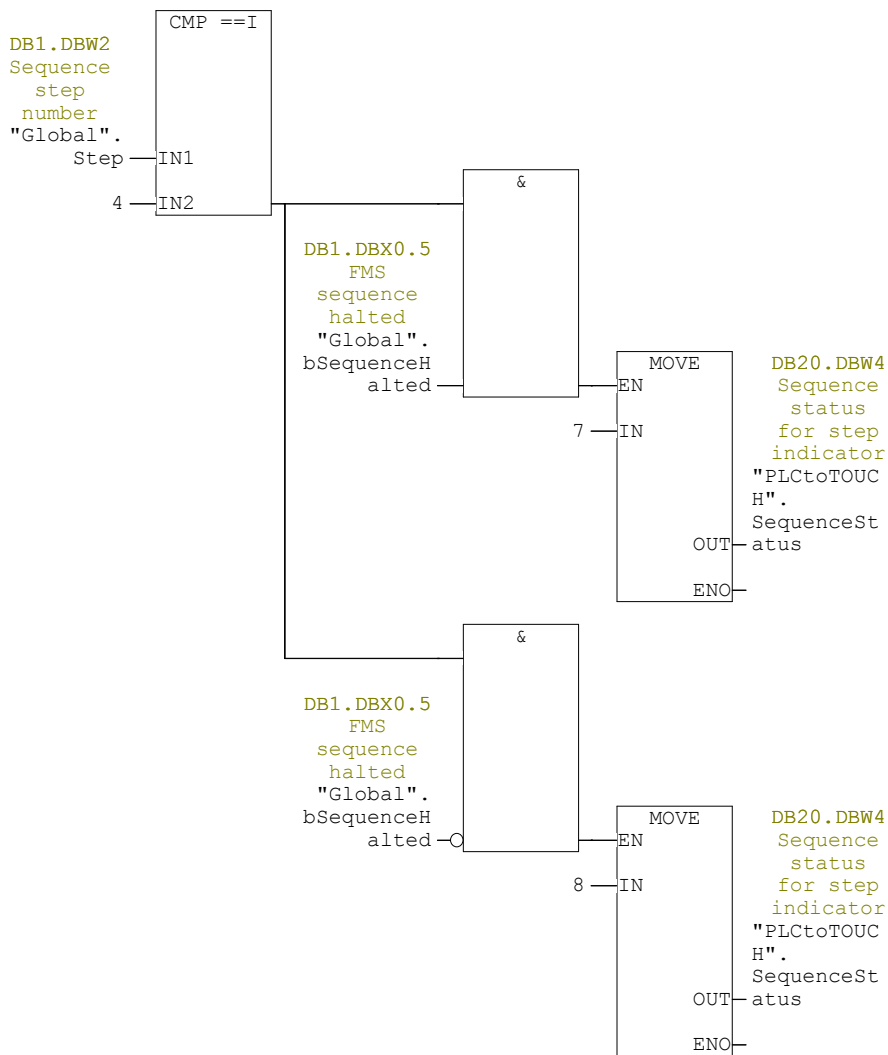 CMP ==I
DB1.DBW2
Sequence
step
number
"Global".
Step
IN1
4
IN2
&
DB1.DBX0.5
FMS
sequence
halted
"Global".
bSequenceH
alted
MOVE
EN
7
IN
OUT
ENO
DB20.DBW4
Sequence
status
for step
indicator
"PLCtoTOUC
H".
SequenceSt
atus
&
DB1.DBX0.5
FMS
sequence
halted
"Global".
bSequenceH
alted
MOVE
EN
8
IN
OUT
ENO
DB20.DBW4
Sequence
status
for step
indicator
"PLCtoTOUC
H".
SequenceSt
atus